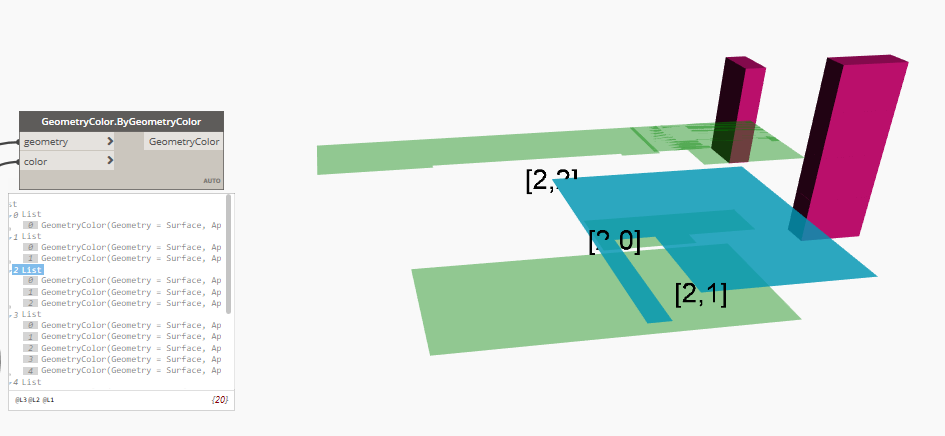 GeometryColor.ByGeometryColor
geometry > GeometryColor
color >
AUTO
st
0 List
0 GeometryColor(Geometry = Surface, Ap
1 List
0 GeometryColor(Geometry = Surface, Ap
1 GeometryColor(Geometry = Surface, Ap
2 List
0 GeometryColor(Geometry = Surface, Ap
1 GeometryColor(Geometry = Surface, Ap
2 GeometryColor(Geometry = Surface, Ap
3 List
0 GeometryColor(Geometry = Surface, Ap
1 GeometryColor(Geometry = Surface, Ap
2 GeometryColor(Geometry = Surface, Ap
3 GeometryColor(Geometry = Surface, Ap
4 GeometryColor(Geometry = Surface, Ap
4 List
@L3 @L2 @L1 {20}
[2,2]
[2,0]
[2,1]